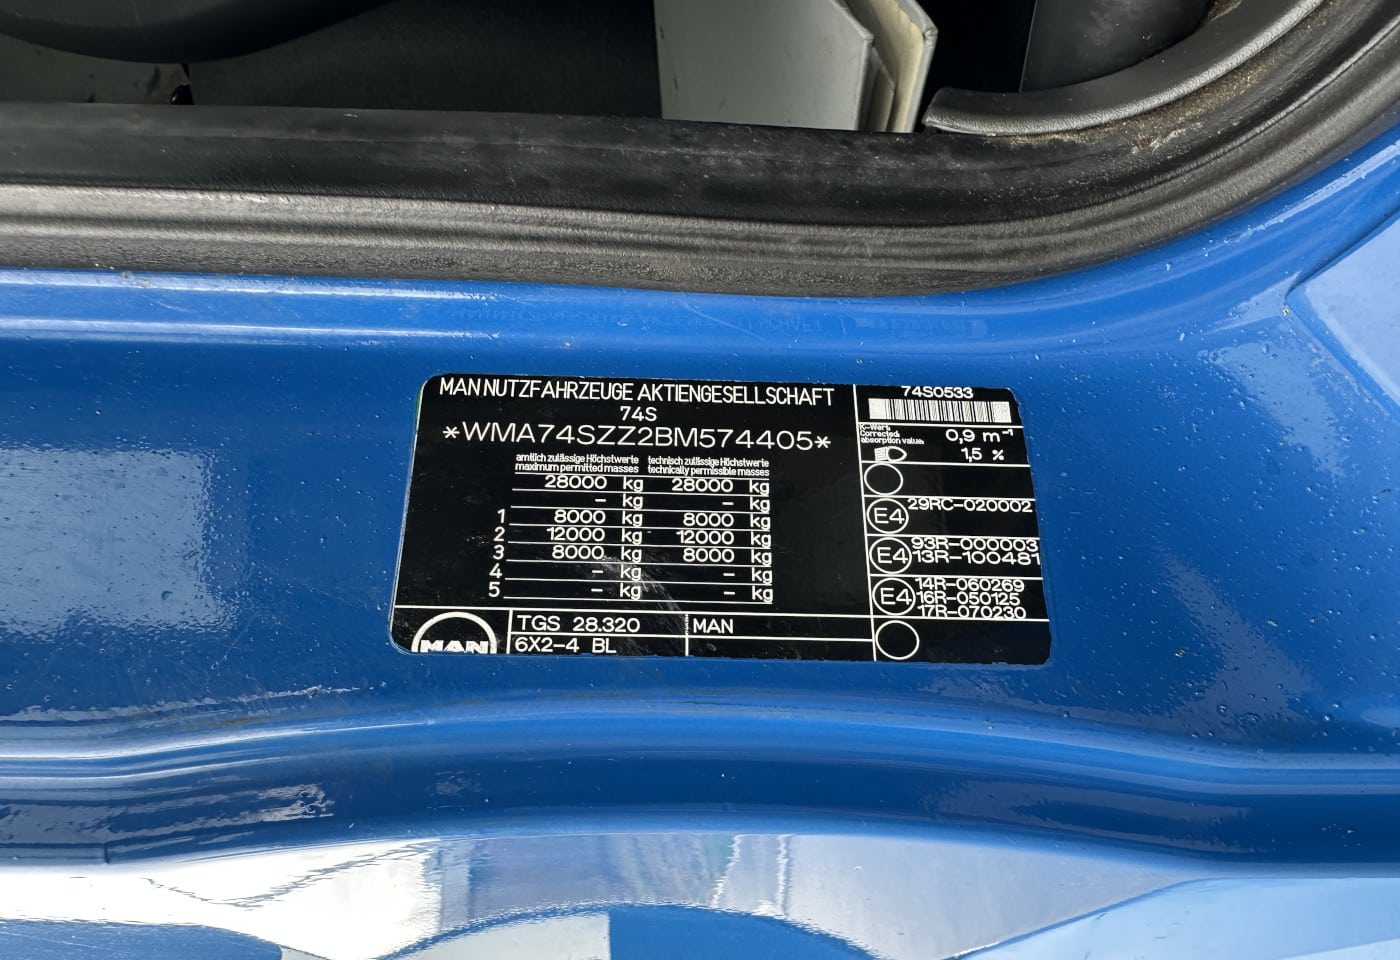 MAN NUTZFAHRZEUGE AKTIENGESELLSCHAFT
74S
*WMA74SZZ2BM574405*
amtlich zulässige Höchstwerte technisch zulässige Höchstwerte
maximum permitted masses technically permissible masses
28000 kg 28000 kg
– kg – kg
1 8000 kg 8000 kg
2 12000 kg 12000 kg
3 8000 kg 8000 kg
4 – kg – kg
5 – kg – kg
MAN
TGS 28.320 MAN
6X2-4 BL
74S0533
K-Wert,
Corrected
absorption value: 0,9 m⁻¹
1,5 %
E4 29RC-020002
E4 93R-000003
13R-100481
E4 14R-060269
16R-050125
17R-070230